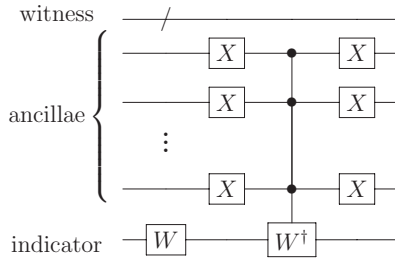 witness
X X
X X
ancillae
⋮
X X
indicator W W†